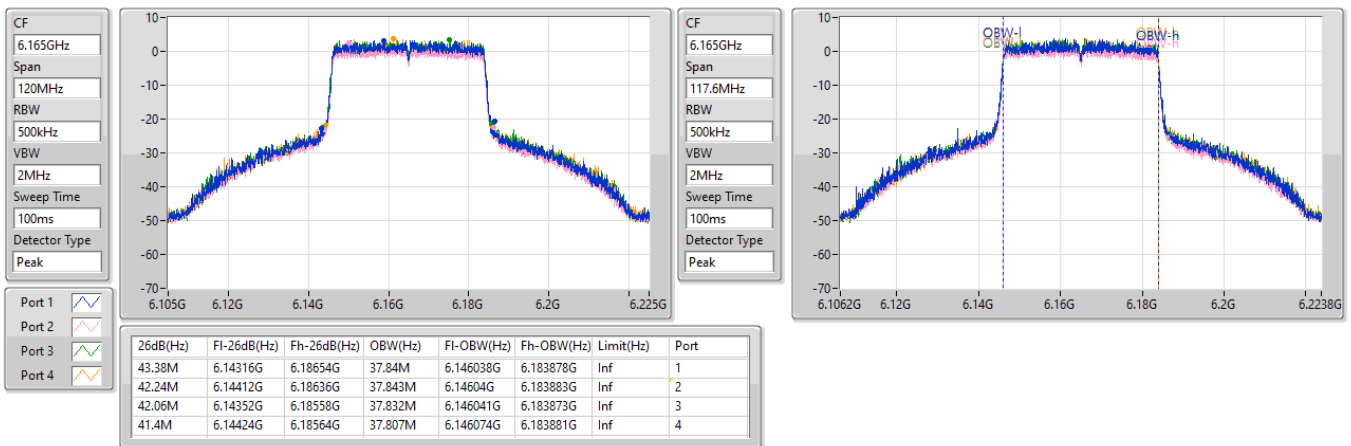 CF
6.165GHz
Span
120MHz
RBW
500kHz
VBW
2MHz
Sweep Time
100ms
Detector Type
Peak
10
0
-10
-20
-30
-40
-50
-60
-70
6.105G 6.12G 6.14G 6.16G 6.18G 6.2G 6.225G
CF
6.165GHz
Span
117.6MHz
RBW
500kHz
VBW
2MHz
Sweep Time
100ms
Detector Type
Peak
10
0
-10
-20
-30
-40
-50
-60
-70
OBW-l OBW-h
6.1062G 6.12G 6.14G 6.16G 6.18G 6.2G 6.2238G
Port 1
Port 2
Port 3
Port 4
26dB(Hz) Fl-26dB(Hz) Fh-26dB(Hz) OBW(Hz) Fl-OBW(Hz) Fh-OBW(Hz) Limit(Hz) Port
43.38M 6.14316G 6.18654G 37.84M 6.146038G 6.183878G Inf 1
42.24M 6.14412G 6.18636G 37.843M 6.14604G 6.183883G Inf 2
42.06M 6.14352G 6.18558G 37.832M 6.146041G 6.183873G Inf 3
41.4M 6.14424G 6.18564G 37.807M 6.146074G 6.183881G Inf 4